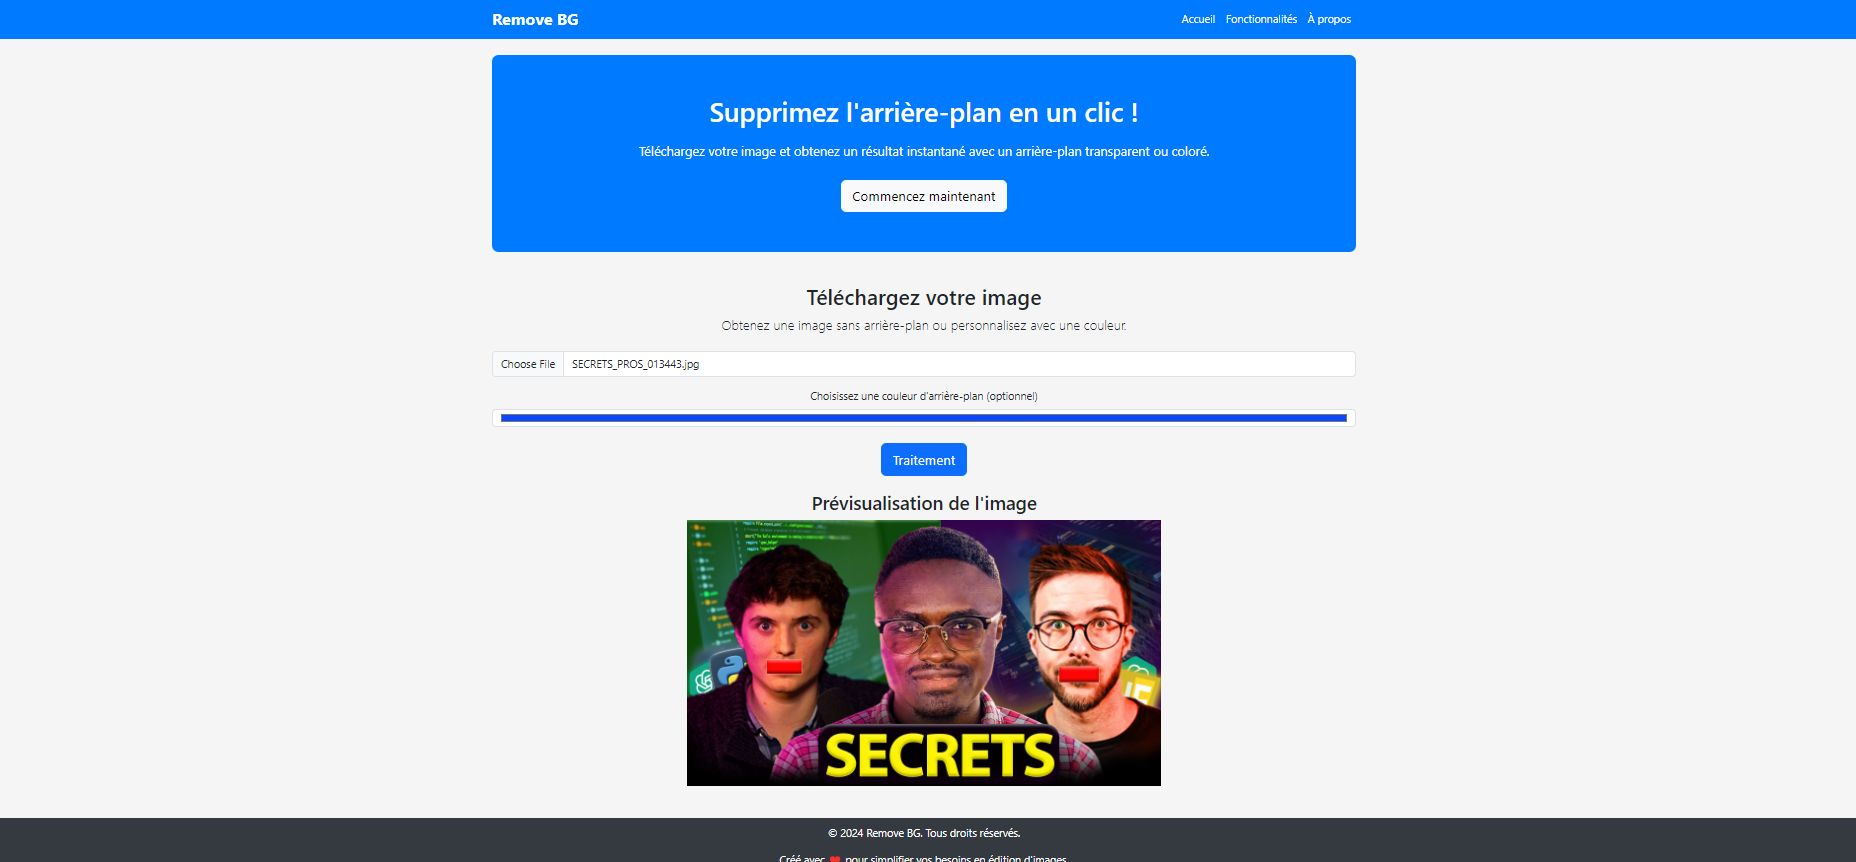 Remove BG
Accueil Fonctionnalités À propos
Supprimez l'arrière-plan en un clic !
Téléchargez votre image et obtenez un résultat instantané avec un arrière-plan transparent ou coloré.
Commencez maintenant
Téléchargez votre image
Obtenez une image sans arrière-plan ou personnalisez avec une couleur.
Choose File SECRETS_PROS_013443.jpg
Choisissez une couleur d'arrière-plan (optionnel)
Traitement
Prévisualisation de l'image
SECRETS
© 2024 Remove BG. Tous droits réservés.
Créé avec ❤ pour simplifier vos besoins en édition d'images